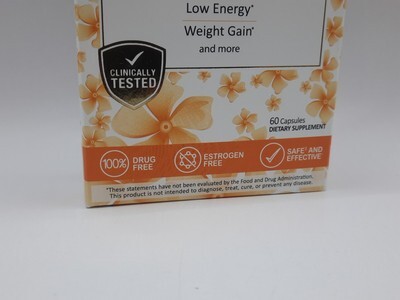 Low Energy*
Weight Gain*
and more
CLINICALLY
TESTED
60 Capsules
DIETARY SUPPLEMENT
100% DRUG
FREE
ESTROGEN
FREE
SAFE† AND
EFFECTIVE
*These statements have not been evaluated by the Food and Drug Administration.
This product is not intended to diagnose, treat, cure, or prevent any disease.